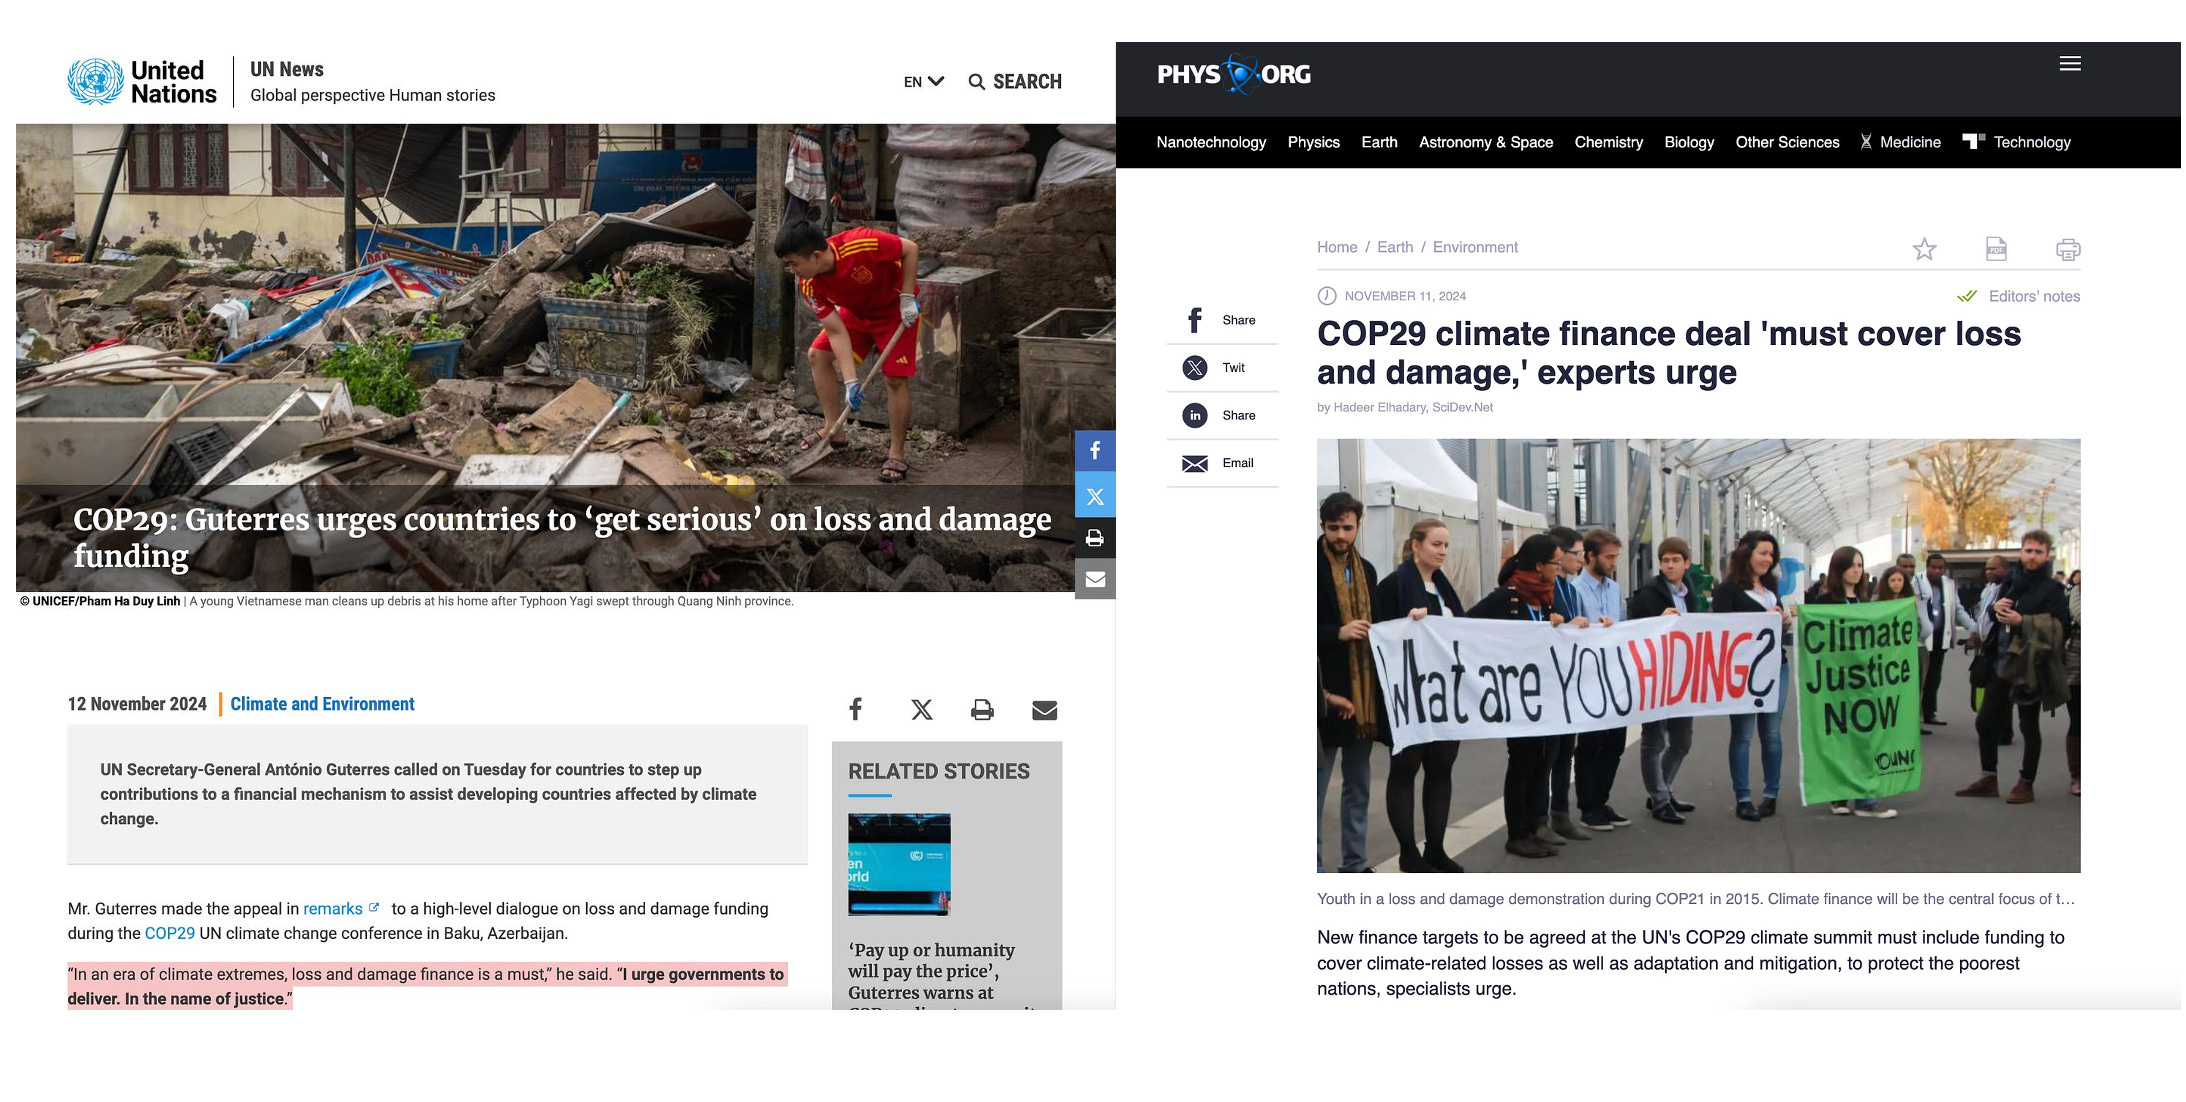 United
Nations
UN News
Global perspective Human stories
EN
SEARCH
COP29: Guterres urges countries to ‘get serious’ on loss and damage
funding
© UNICEF/Pham Ha Duy Linh | A young Vietnamese man cleans up debris at his home after Typhoon Yagi swept through Quang Ninh province.
12 November 2024
Climate and Environment
UN Secretary-General António Guterres called on Tuesday for countries to step up
contributions to a financial mechanism to assist developing countries affected by climate
change.
Mr. Guterres made the appeal in remarks to a high-level dialogue on loss and damage funding
during the COP29 UN climate change conference in Baku, Azerbaijan.
“In an era of climate extremes, loss and damage finance is a must,” he said. “I urge governments to
deliver. In the name of justice.”
RELATED STORIES
en
orld
‘Pay up or humanity
will pay the price’,
Guterres warns at
PHYS ORG
Nanotechnology Physics Earth Astronomy & Space Chemistry Biology Other Sciences Medicine Technology
Home / Earth / Environment
NOVEMBER 11, 2024
Editors' notes
Share
Twit
Share
Email
COP29 climate finance deal 'must cover loss
and damage,' experts urge
by Hadeer Elhadary, SciDev.Net
What are YOU HIDING?
Climate
Justice
NOW
YOUNG
Youth in a loss and damage demonstration during COP21 in 2015. Climate finance will be the central focus of t...
New finance targets to be agreed at the UN's COP29 climate summit must include funding to
cover climate-related losses as well as adaptation and mitigation, to protect the poorest
nations, specialists urge.